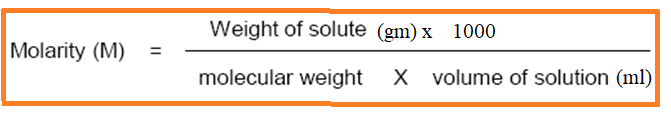 Weight of solute (gm) x 1000
Molarity (M) =
molecular weight X volume of solution (ml)